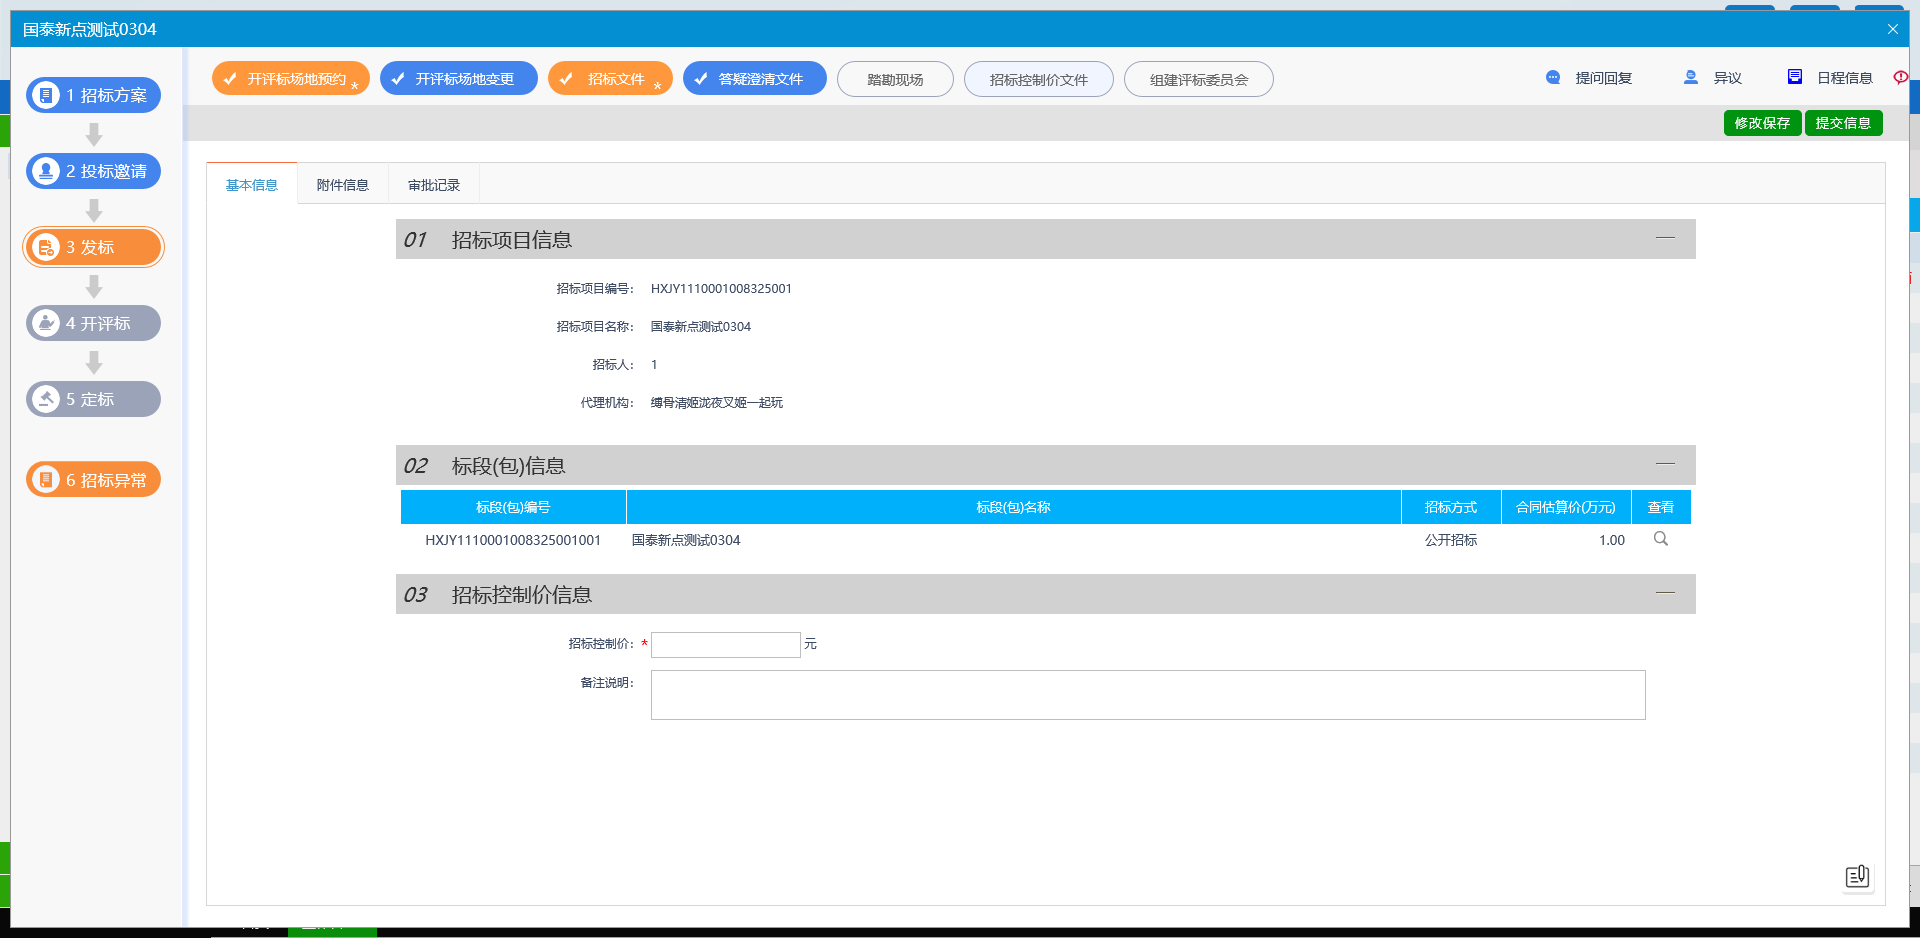 国泰新点测试0304
1 招标方案
2 投标邀请
3 发标
4 开评标
5 定标
6 招标异常
开评标场地预约 *
开评标场地变更
招标文件 *
答疑澄清文件
踏勘现场
招标控制价文件
组建评标委员会
提问回复
异议
日程信息
修改保存
提交信息
基本信息
附件信息
审批记录
01 招标项目信息
招标项目编号： HXJY1110001008325001
招标项目名称： 国泰新点测试0304
招标人： 1
代理机构： 缚骨清姬泷夜叉姬一起玩
02 标段(包)信息
标段(包)编号 标段(包)名称 招标方式 合同估算价(万元) 查看
HXJY1110001008325001001 国泰新点测试0304 公开招标 1.00
03 招标控制价信息
招标控制价： * 元
备注说明：